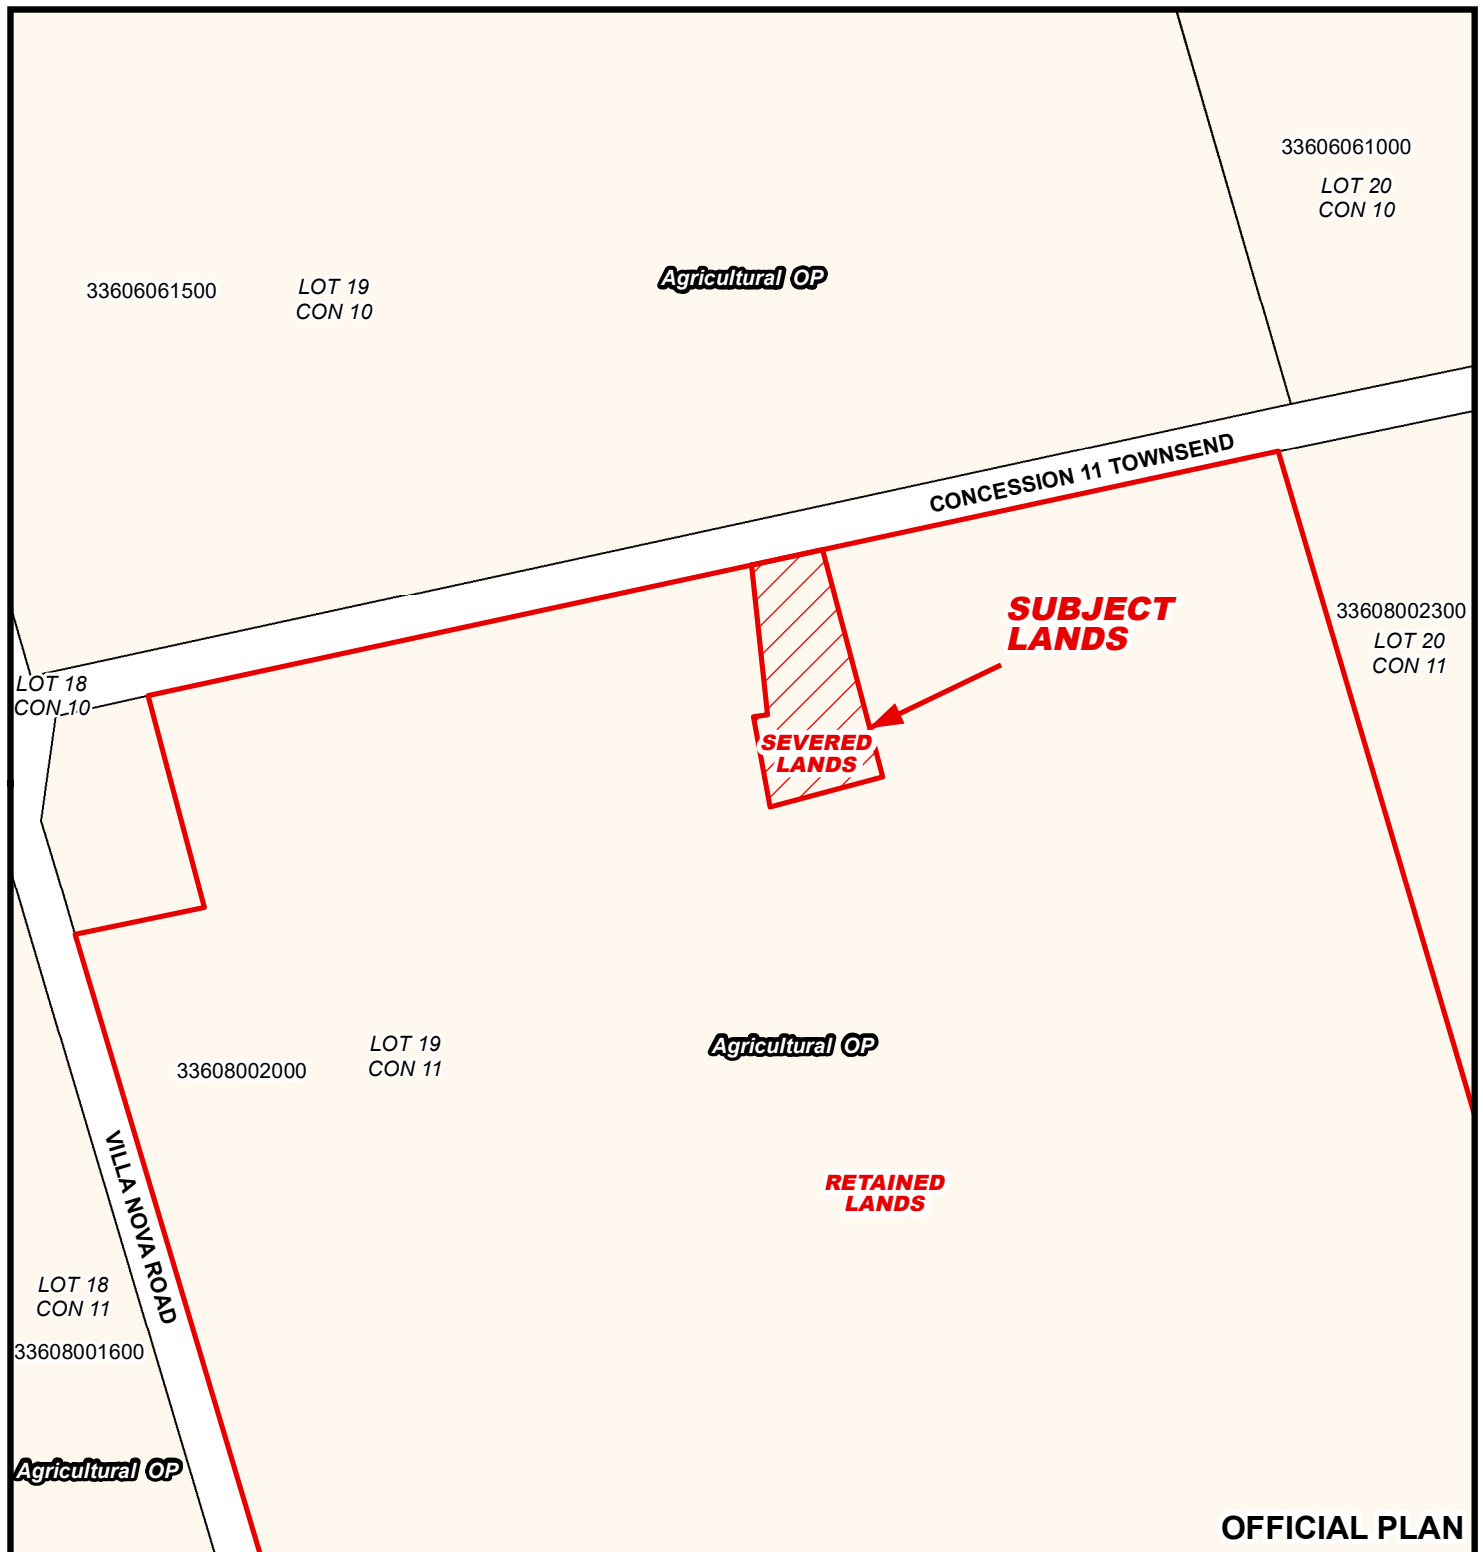 33606061000
LOT 20
CON 10
33606061500
LOT 19
CON 10
Agricultural OP
CONCESSION 11 TOWNSEND
SUBJECT
LANDS
33608002300
LOT 20
CON 11
LOT 18
CON 10
SEVERED
LANDS
33608002000
LOT 19
CON 11
Agricultural OP
VILLA NOVA ROAD
RETAINED
LANDS
LOT 18
CON 11
33608001600
Agricultural OP
OFFICIAL PLAN